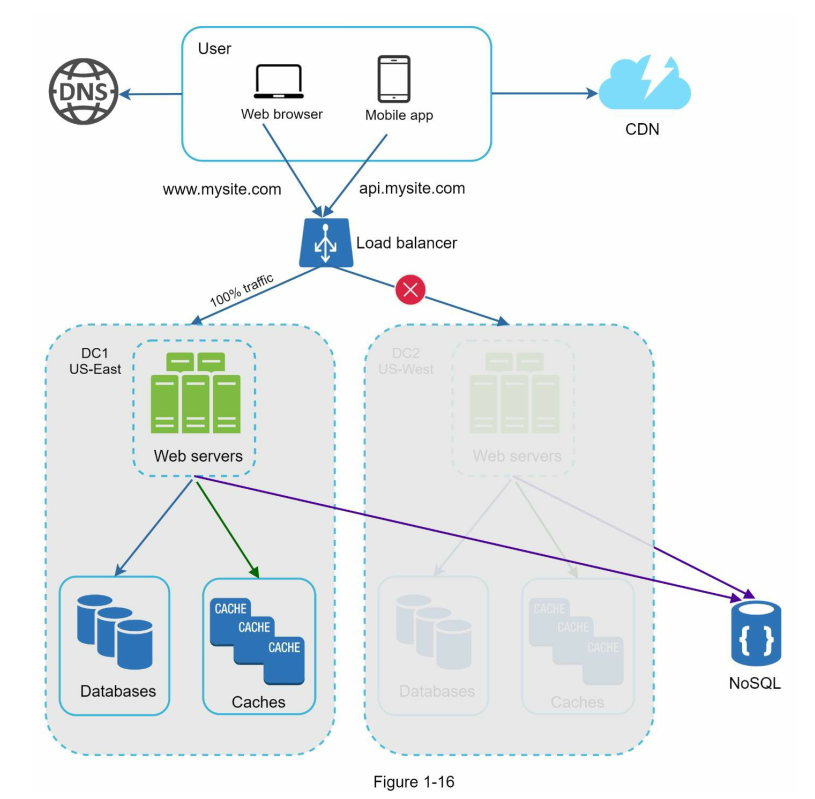 User
DNS
Web browser
Mobile app
CDN
www.mysite.com
api.mysite.com
Load balancer
100% traffic
DC1
US-East
DC2
US-West
Web servers
Web servers
CACHE
CACHE
CACHE
CACHE
CACHE
CACHE
{ }
Databases
Caches
Databases
Caches
NoSQL
Figure 1-16